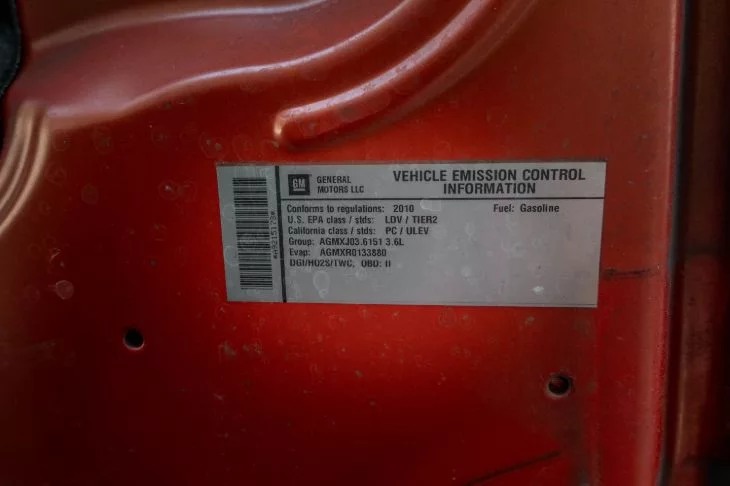 GM GENERAL MOTORS LLC
VEHICLE EMISSION CONTROL INFORMATION
Conforms to regulations: 2010 Fuel: Gasoline
U.S. EPA class / stds: LDV / TIER2
California class / stds: PC / ULEV
Group: AGMXJ03.6151 3.6L
Evap: AGMXR0133880
DGI/HO2S/TWC, OBD: II